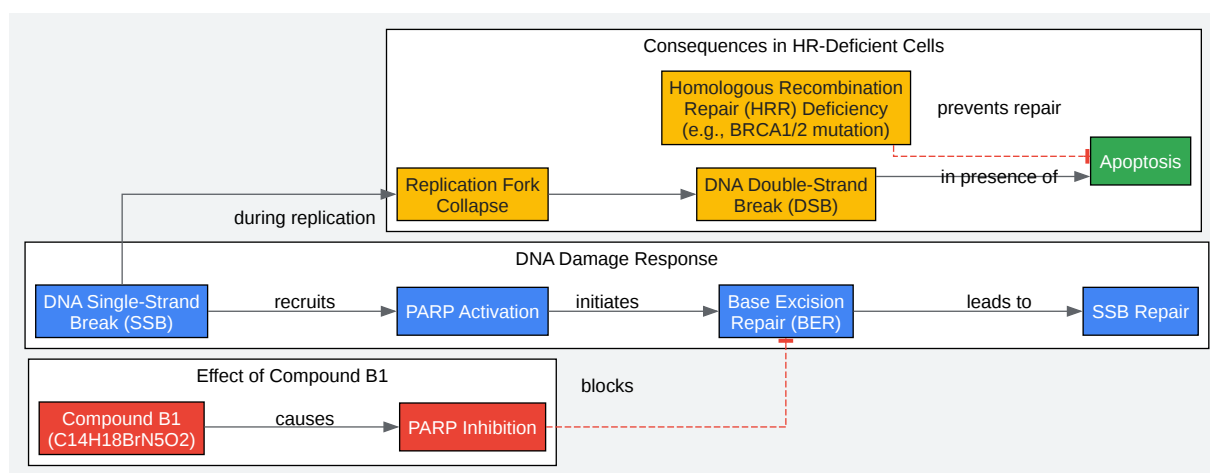 Consequences in HR-Deficient Cells
Homologous Recombination
Repair (HRR) Deficiency
(e.g., BRCA1/2 mutation)
prevents repair
Apoptosis
Replication Fork
Collapse
DNA Double-Strand
Break (DSB)
in presence of
during replication
DNA Damage Response
DNA Single-Strand
Break (SSB)
recruits
PARP Activation
initiates
Base Excision
Repair (BER)
leads to
SSB Repair
Effect of Compound B1
blocks
Compound B1
(C14H18BrN5O2)
causes
PARP Inhibition